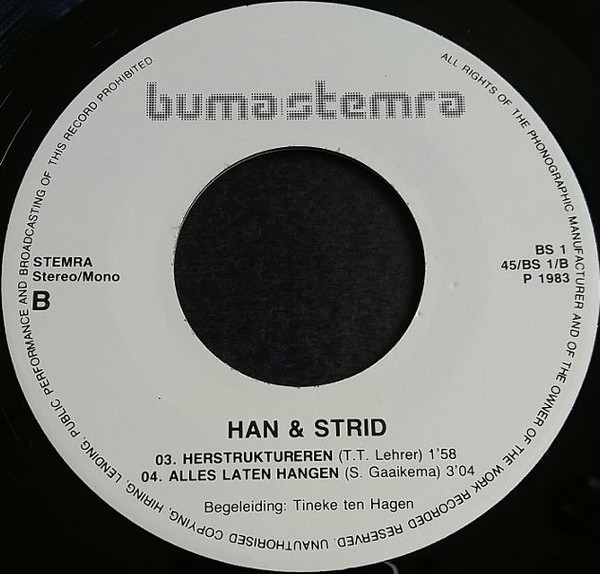 buma stemra
STEMRA
Stereo/Mono
B
BS 1
45/BS 1/B
P 1983
HAN & STRID
03. HERSTRUKTUREREN (T.T. Lehrer) 1'58
04. ALLES LATEN HANGEN (S. Gaaikema) 3'04
Begeleiding: Tineke ten Hagen
ALL RIGHTS OF THE PHONOGRAPHIC MANUFACTURER AND OF THE OWNER OF THE WORK RECORDED RESERVED. UNAUTHORISED COPYING, HIRING, LENDING, PUBLIC PERFORMANCE AND BROADCASTING OF THIS RECORD PROHIBITED